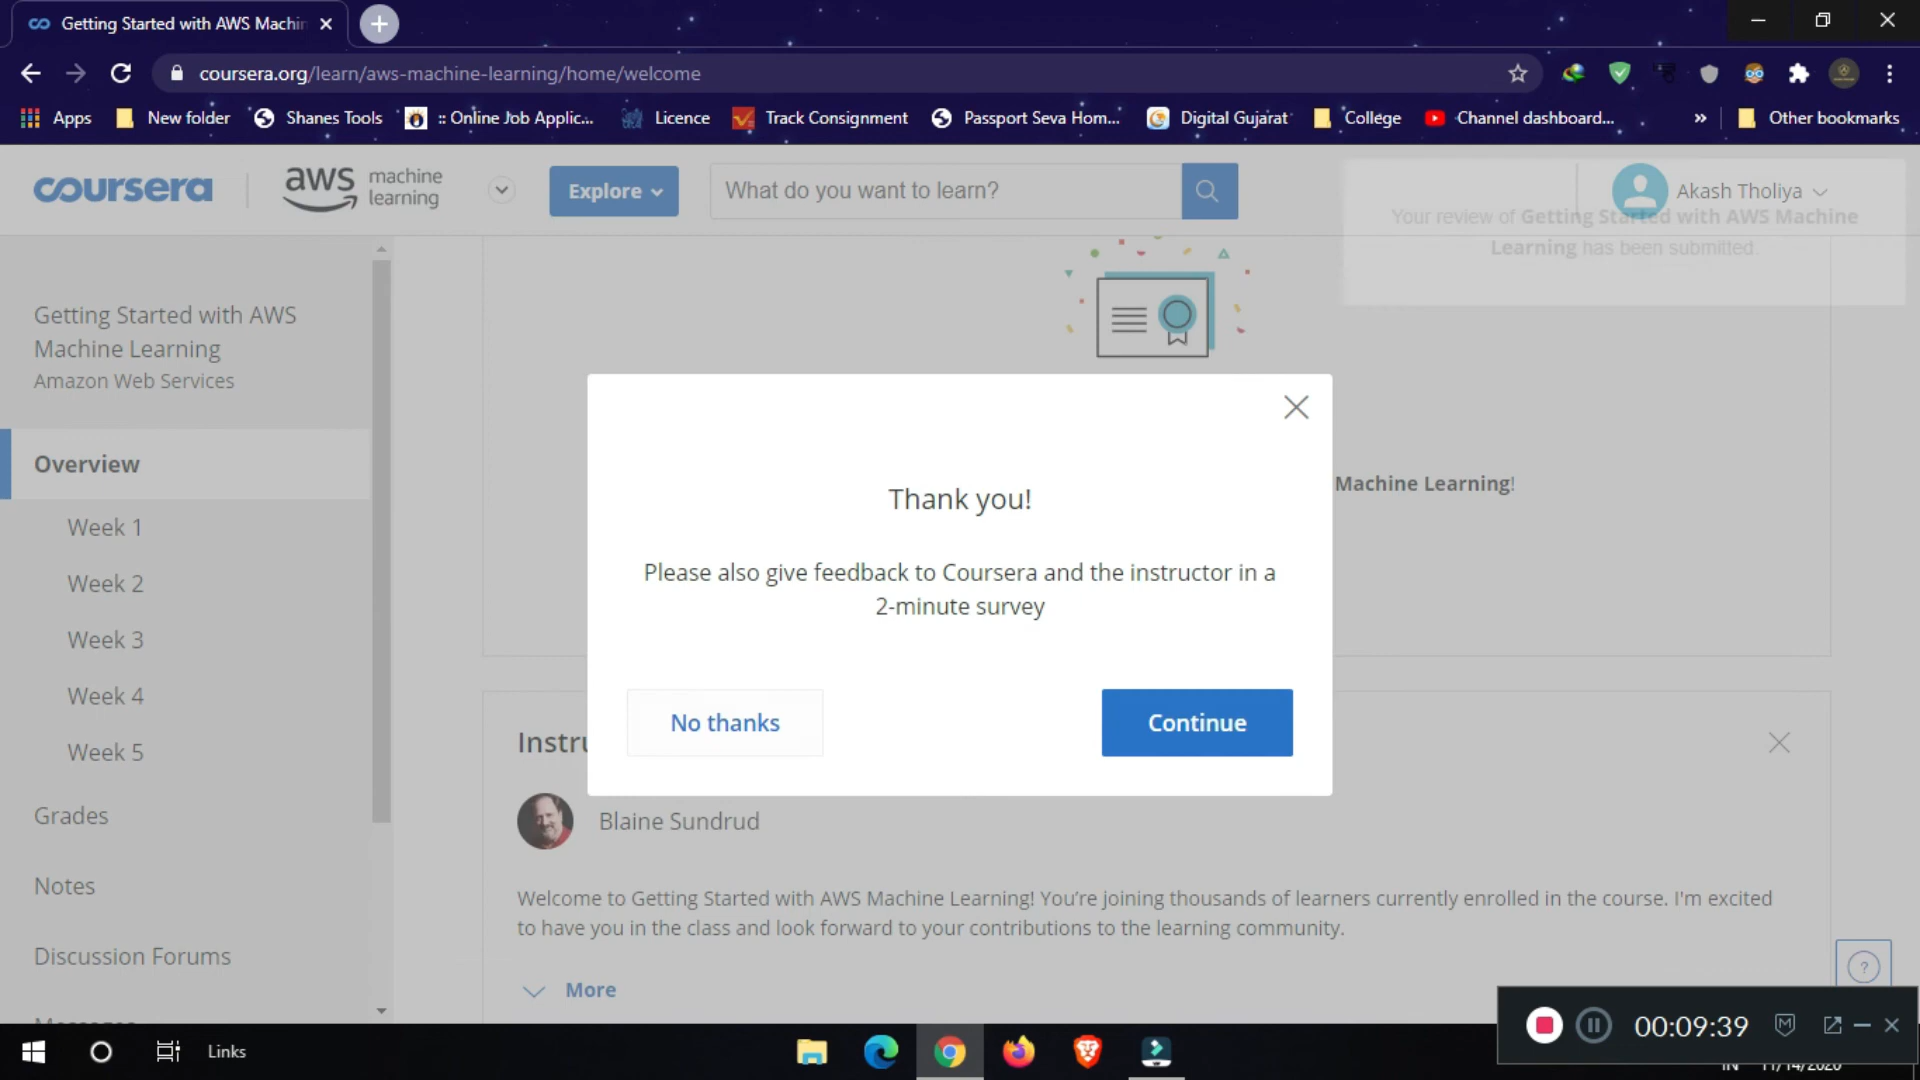 Getting Started with AWS Machin
coursera.org/learn/aws-machine-learning/home/welcome
Apps
New folder
Shanes Tools
:: Online Job Applic...
Licence
Track Consignment
Passport Seva Hom...
Digital Gujarat
College
Channel dashboard...
»
Other bookmarks
coursera
aws machine learning
Explore
What do you want to learn?
Akash Tholiya
Your review of Getting Started with AWS Machine
Learning has been submitted.
Getting Started with AWS
Machine Learning
Amazon Web Services
Overview
Week 1
Week 2
Week 3
Week 4
Week 5
Grades
Notes
Discussion Forums
Messages
Machine Learning!
Thank you!
Please also give feedback to Coursera and the instructor in a
2-minute survey
No thanks
Continue
Instru
Blaine Sundrud
Welcome to Getting Started with AWS Machine Learning! You're joining thousands of learners currently enrolled in the course. I'm excited
to have you in the class and look forward to your contributions to the learning community.
More
?
00:09:39
Links
IN
11/14/2020